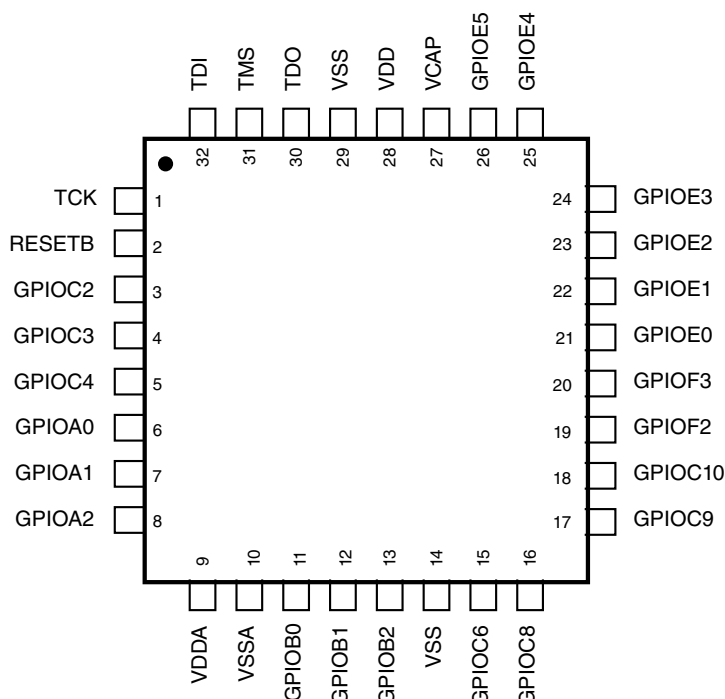 TDI TMS TDO VSS VDD VCAP GPIOE5 GPIOE4
32 31 30 29 28 27 26 25
TCK 1 24 GPIOE3
RESETB 2 23 GPIOE2
GPIOC2 3 22 GPIOE1
GPIOC3 4 21 GPIOE0
GPIOC4 5 20 GPIOF3
GPIOA0 6 19 GPIOF2
GPIOA1 7 18 GPIOC10
GPIOA2 8 17 GPIOC9
9 10 11 12 13 14 15 16
VDDA VSSA GPIOB0 GPIOB1 GPIOB2 VSS GPIOC6 GPIOC8